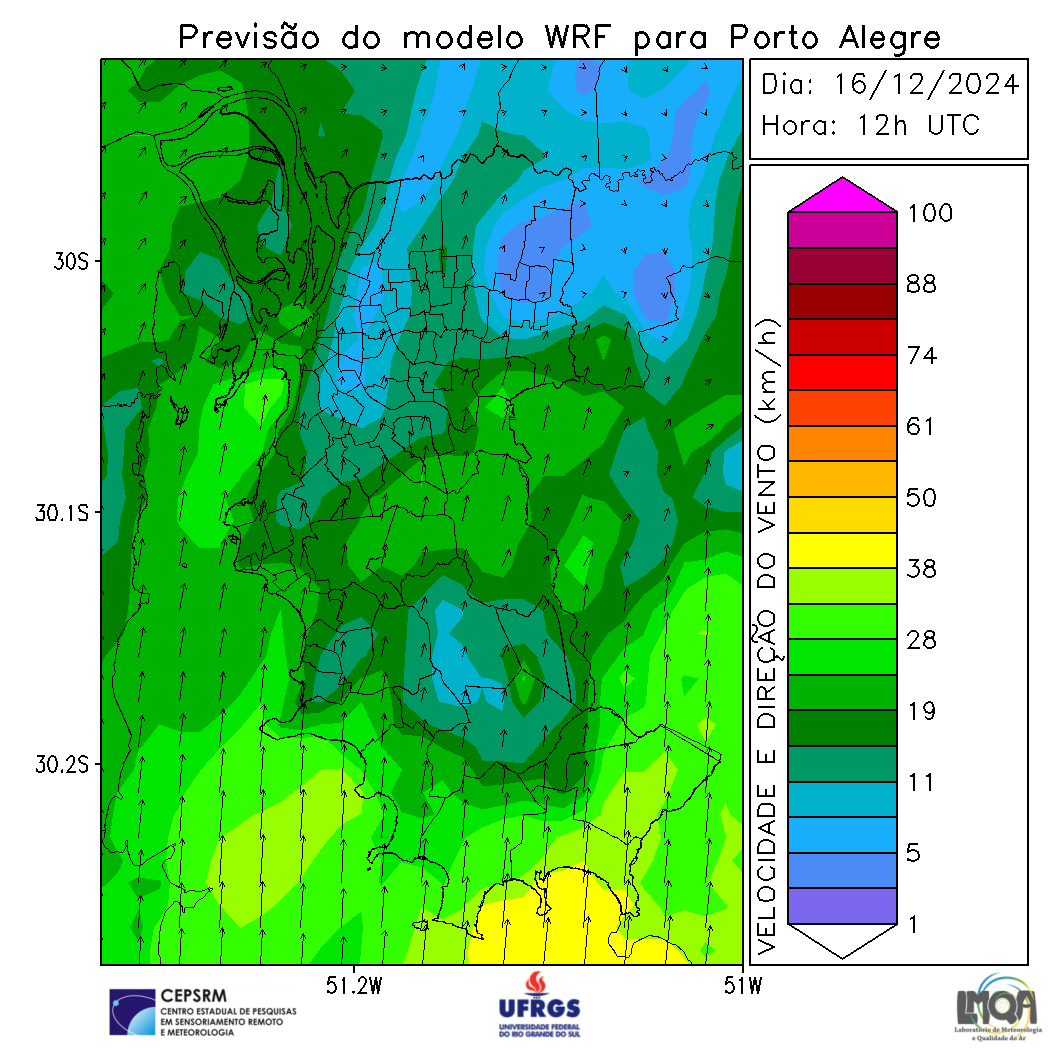 Previsão do modelo WRF para Porto Alegre
Dia: 16/12/2024
Hora: 12h UTC
30S
30.1S
30.2S
51.2W
51W
VELOCIDADE E DIREÇÃO DO VENTO (km/h)
100
88
74
61
50
38
28
19
11
5
1
CEPSRM
CENTRO ESTADUAL DE PESQUISAS
EM SENSORIAMENTO REMOTO
E METEOROLOGIA
UFRGS
UNIVERSIDADE FEDERAL
DO RIO GRANDE DO SUL
LMQA
Laboratório de Meteorologia
e Qualidade do Ar